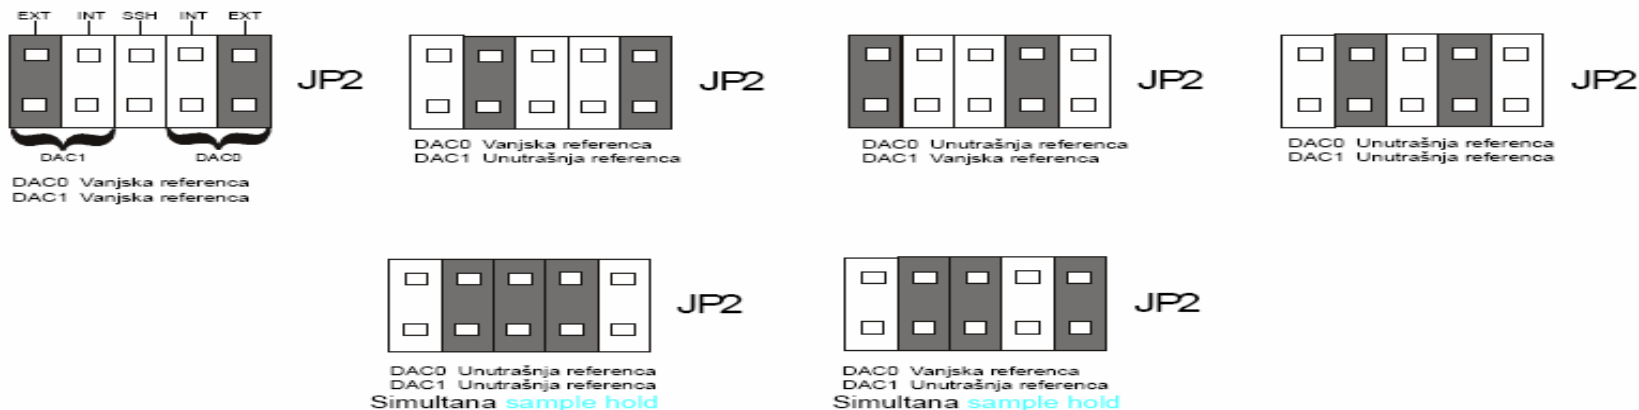 EXT INT SSH INT EXT
JP2
DAC1 DAC0
DAC0 Vanjska referenca
DAC1 Vanjska referenca
JP2
DAC0 Vanjska referenca
DAC1 Unutrašnja referenca
JP2
DAC0 Unutrašnja referenca
DAC1 Vanjska referenca
JP2
DAC0 Unutrašnja referenca
DAC1 Unutrašnja referenca
JP2
DAC0 Unutrašnja referenca
DAC1 Unutrašnja referenca
Simultana sample hold
JP2
DAC0 Vanjska referenca
DAC1 Unutrašnja referenca
Simultana sample hold